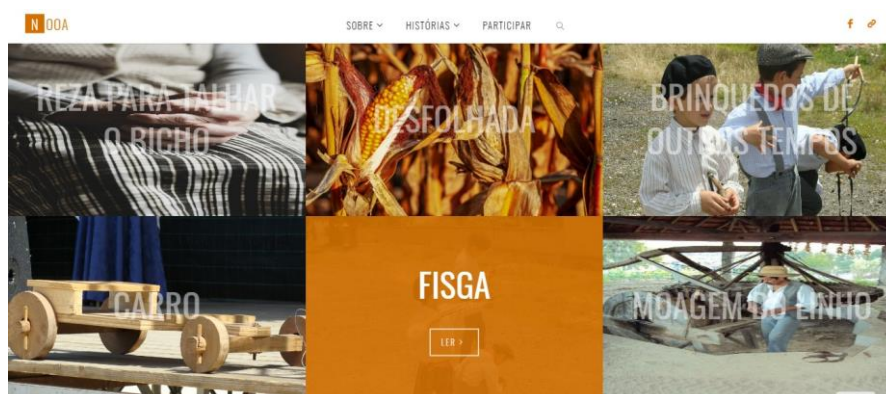 NOOA
SOBRE
HISTÓRIAS
PARTICIPAR
REZA PARA TALHAR
O BICHO
DESFOLHADA
BRINQUEDOS DE
OUTROS TEMPOS
CARRO
FISGA
LER >
MOAGEM DO LINHO